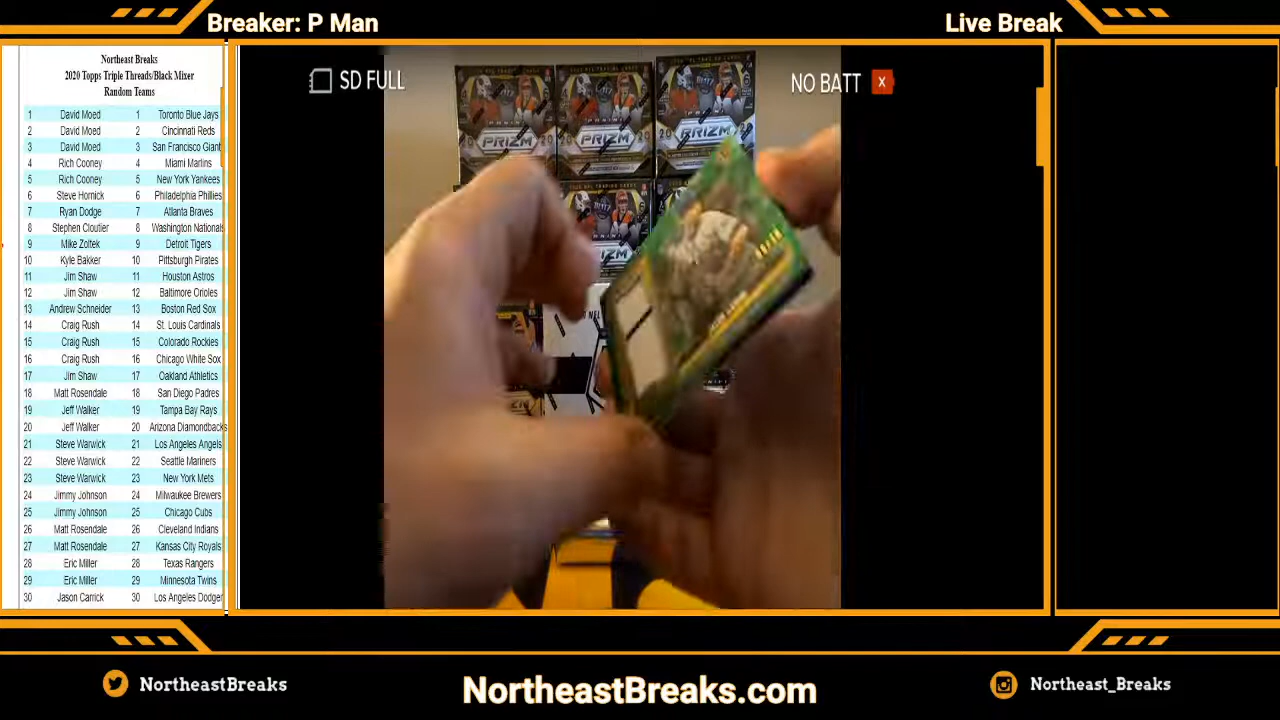 Breaker: P Man
Live Break
Northeast Breaks
2020 Topps Triple Threads/Black Mixer
Random Teams
1 David Moed 1 Toronto Blue Jays
2 David Moed 2 Cincinnati Reds
3 David Moed 3 San Francisco Giant
4 Rich Cooney 4 Miami Marlins
5 Rich Cooney 5 New York Yankees
6 Steve Hornick 6 Philadelphia Phillies
7 Ryan Dodge 7 Atlanta Braves
8 Stephen Cloutier 8 Washington Nationals
9 Mike Zoltek 9 Detroit Tigers
10 Kyle Bakker 10 Pittsburgh Pirates
11 Jim Shaw 11 Houston Astros
12 Jim Shaw 12 Baltimore Orioles
13 Andrew Schneider 13 Boston Red Sox
14 Craig Rush 14 St. Louis Cardinals
15 Craig Rush 15 Colorado Rockies
16 Craig Rush 16 Chicago White Sox
17 Jim Shaw 17 Oakland Athletics
18 Matt Rosendale 18 San Diego Padres
19 Jeff Walker 19 Tampa Bay Rays
20 Jeff Walker 20 Arizona Diamondbacks
21 Steve Warwick 21 Los Angeles Angels
22 Steve Warwick 22 Seattle Mariners
23 Steve Warwick 23 New York Mets
24 Jimmy Johnson 24 Milwaukee Brewers
25 Jimmy Johnson 25 Chicago Cubs
26 Matt Rosendale 26 Cleveland Indians
27 Matt Rosendale 27 Kansas City Royals
28 Eric Miller 28 Texas Rangers
29 Eric Miller 29 Minnesota Twins
30 Jason Carrick 30 Los Angeles Dodger
SD FULL
NO BATT x
PRIZM
PRIZM
PRIZM
PRIZM
NortheastBreaks
NortheastBreaks.com
Northeast_Breaks